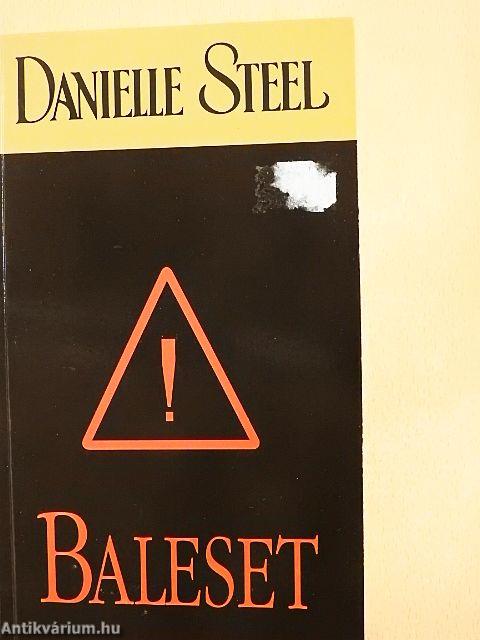 DANIELLE STEEL
!
BALESET
Antikvárium.hu